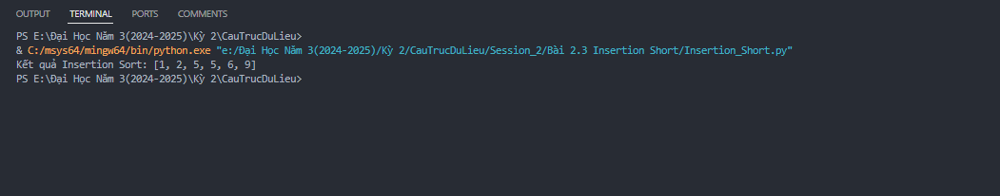 OUTPUT TERMINAL PORTS COMMENTS
PS E:\Đại Học Năm 3(2024-2025)\Kỳ 2\CauTrucDuLieu>
& C:/msys64/mingw64/bin/python.exe "e:/Đại Học Năm 3(2024-2025)/Kỳ 2/CauTrucDuLieu/Session_2/Bài 2.3 Insertion Short/Insertion_Short.py"
Kết quả Insertion Sort: [1, 2, 5, 5, 6, 9]
PS E:\Đại Học Năm 3(2024-2025)\Kỳ 2\CauTrucDuLieu>